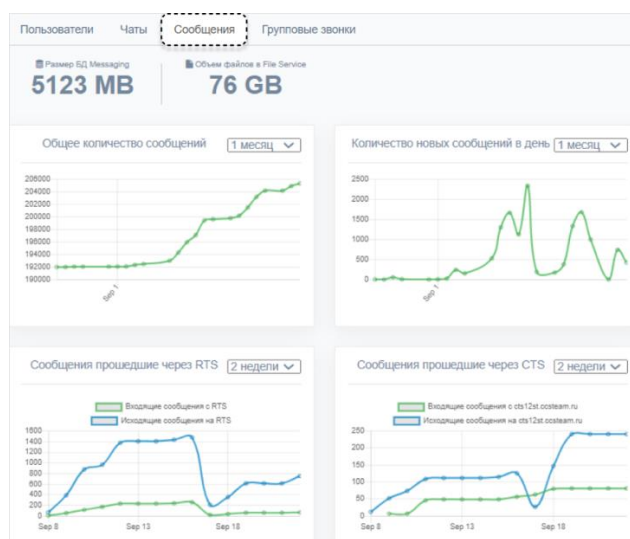 Пользователи Чаты Сообщения Групповые звонки
Размер БД Messaging Объем файлов в File Service
5123 MB 76 GB
Общее количество сообщений 1 месяц
206000
204000
202000
200000
198000
196000
194000
192000
190000
Sep 1
Количество новых сообщений в день 1 месяц
2500
2000
1500
1000
500
0
Sep 1
Сообщения прошедшие через RTS 2 недели
Входящие сообщения с RTS
Исходящие сообщения на RTS
1600
1400
1200
1000
800
600
400
200
0
Sep 8 Sep 13 Sep 18
Сообщения прошедшие через CTS 2 недели
Входящие сообщения с cts12st.ccsteam.ru
Исходящие сообщения на cts12st.ccsteam.ru
250
200
150
100
50
0
Sep 8 Sep 13 Sep 18